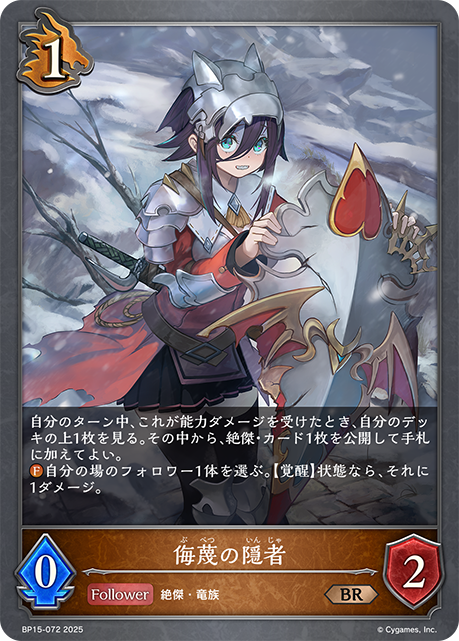 1
自分のターン中、これが能力ダメージを受けたとき、自分のデッ
キの上1枚を見る。その中から、絶傑・カード1枚を公開して手札
に加えてよい。
F自分の場のフォロワー1体を選ぶ。【覚醒】状態なら、それに
1ダメージ。
ぶべつ いんじゃ
侮蔑の隠者
0
Follower 絶傑・竜族 BR
2
BP15-072 2025 © Cygames, Inc.